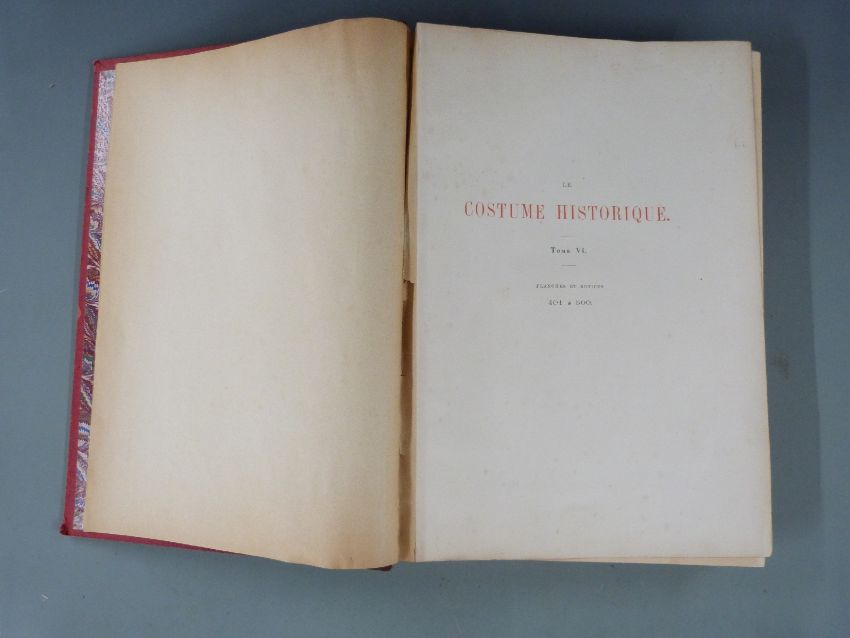 LE
COSTUME HISTORIQUE.
TOME VI.
PLANCHES ET NOTICES
401 à 500.